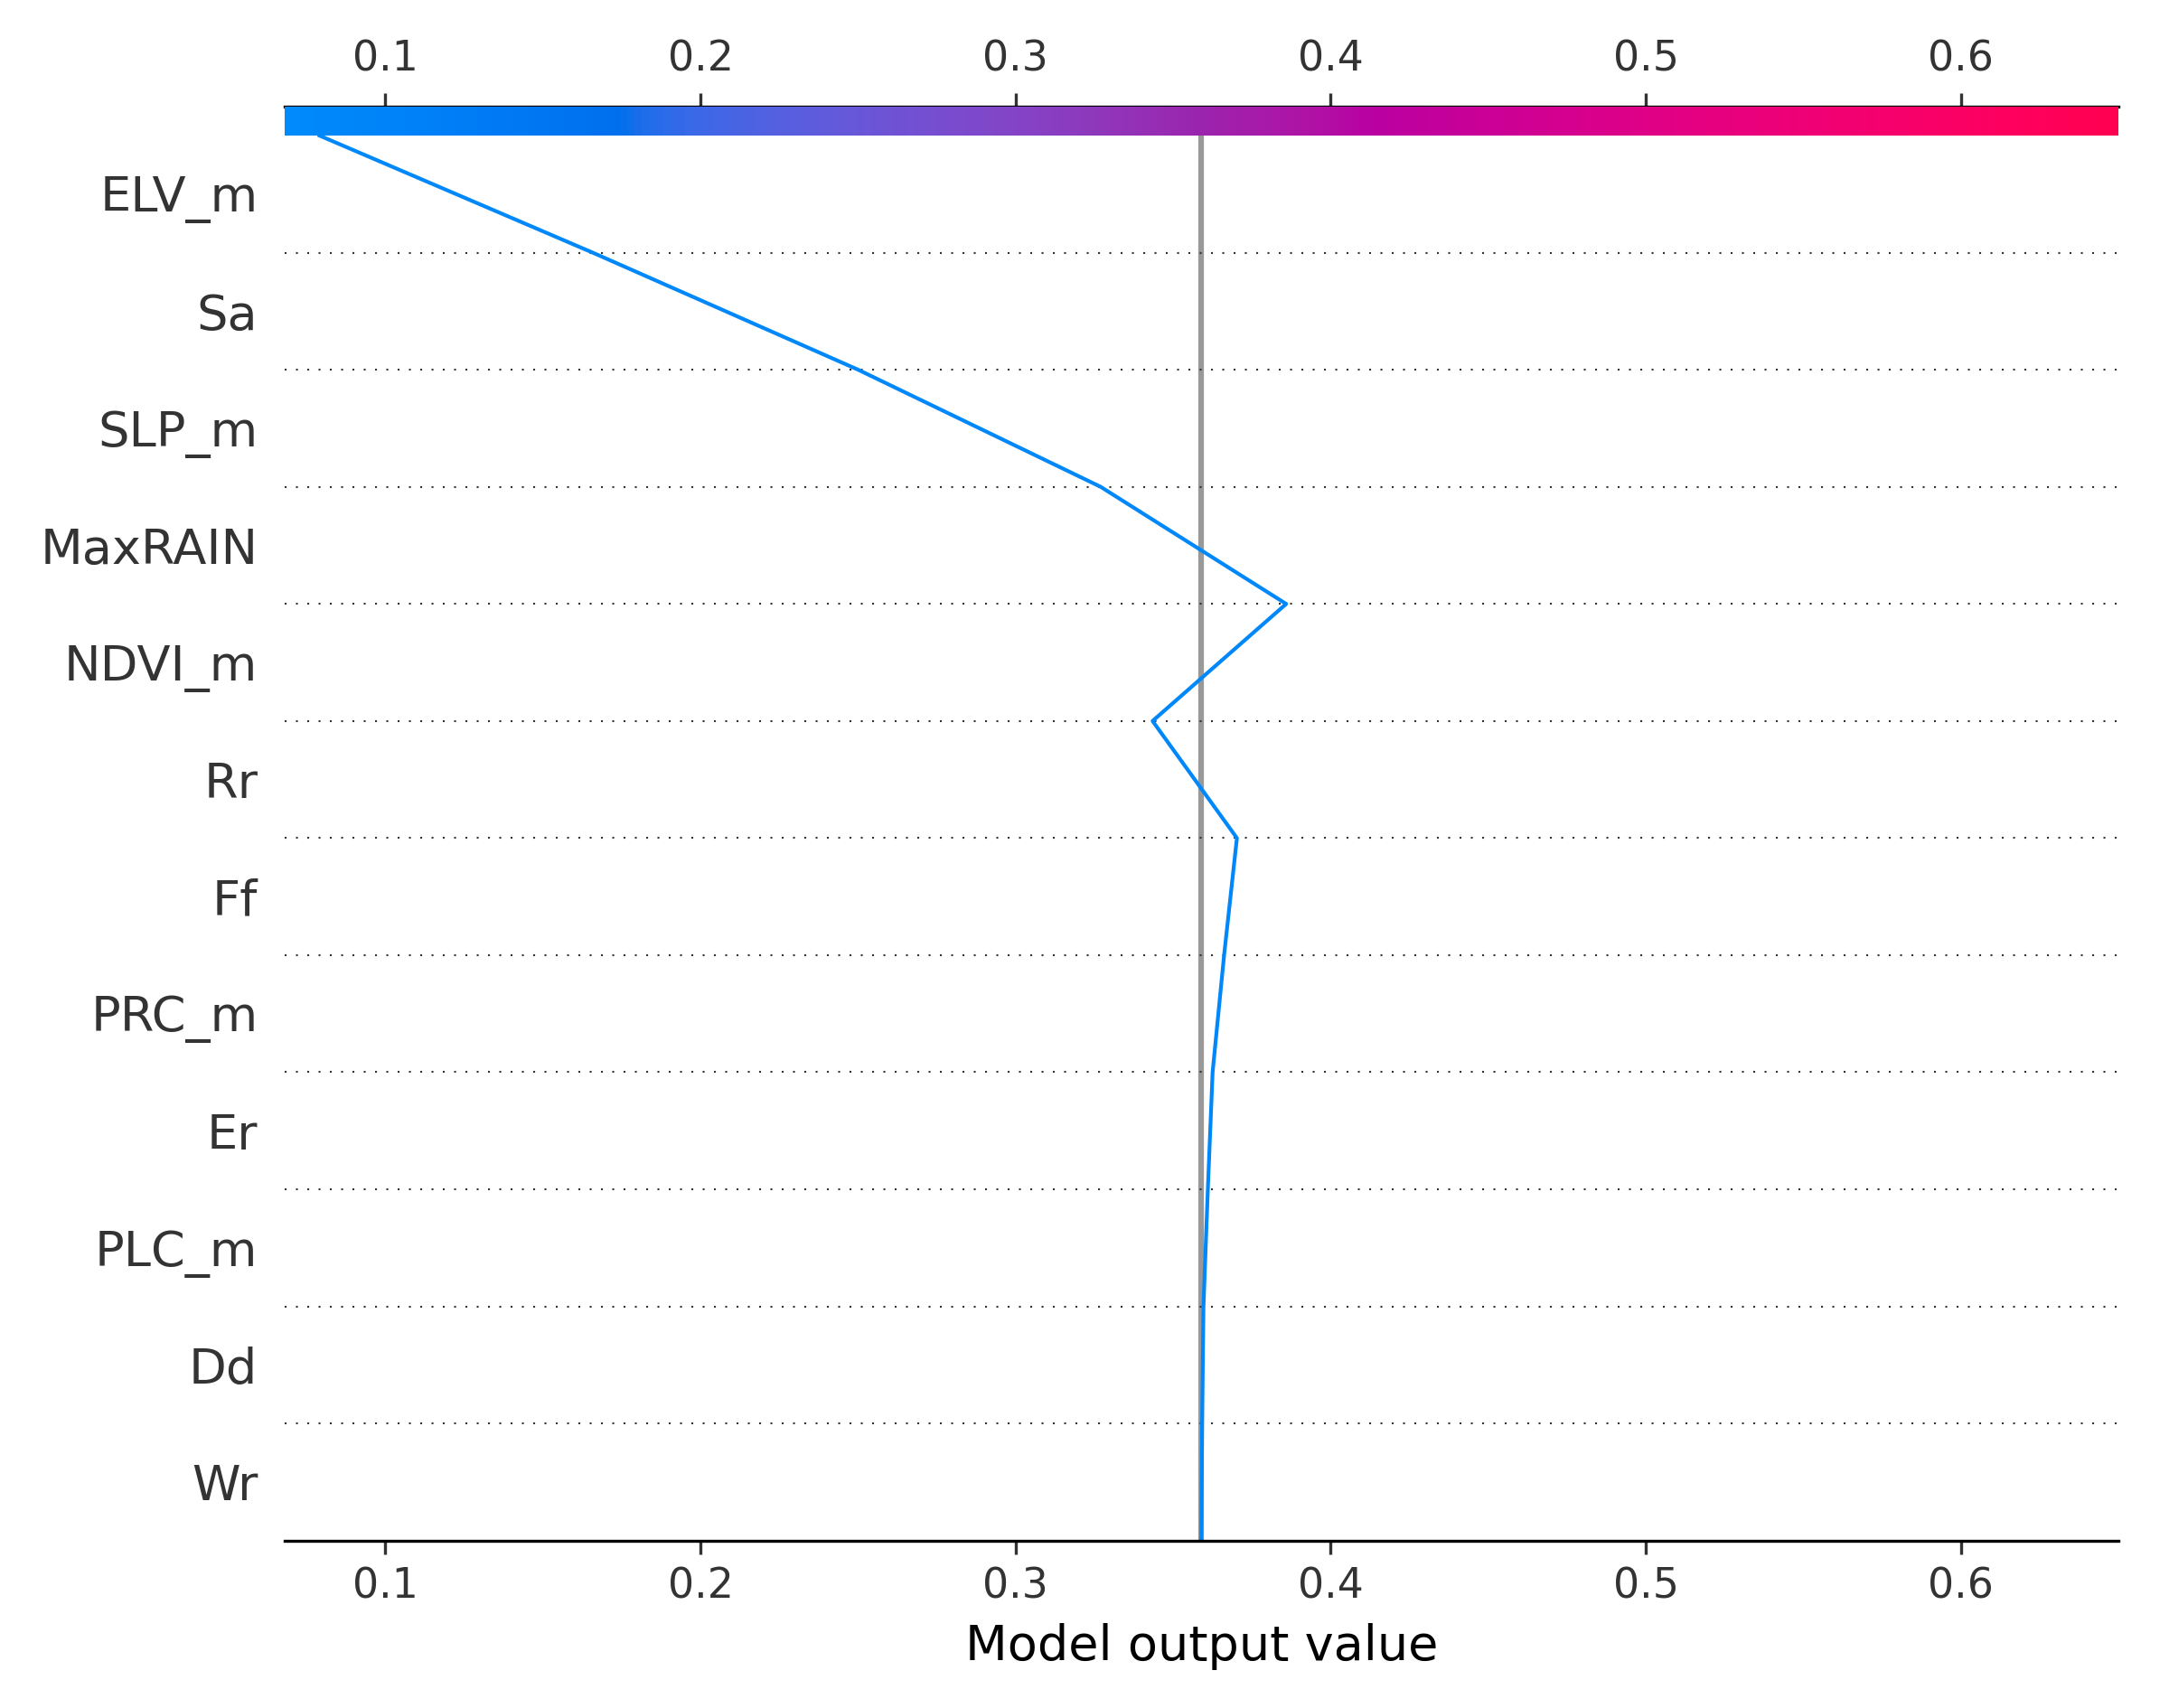 0.1 0.2 0.3 0.4 0.5 0.6
ELV_m
Sa
SLP_m
MaxRAIN
NDVI_m
Rr
Ff
PRC_m
Er
PLC_m
Dd
Wr
0.1 0.2 0.3 0.4 0.5 0.6
Model output value